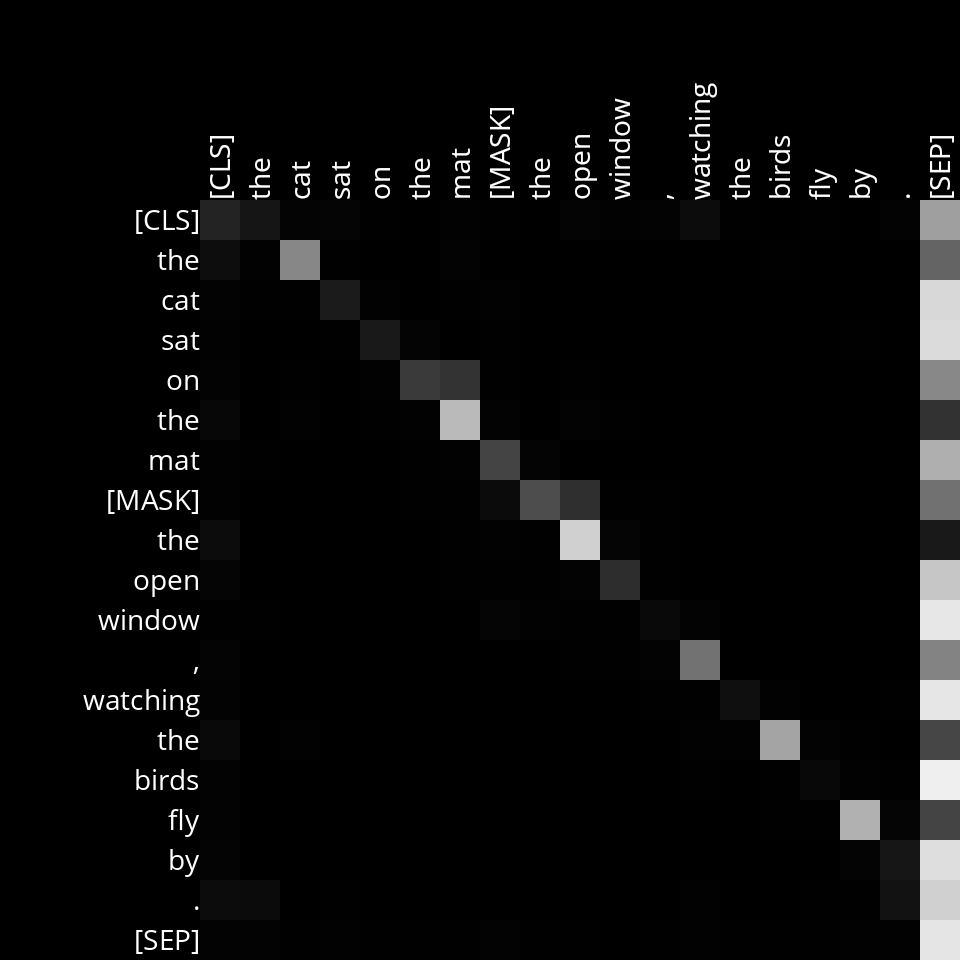 [CLS] the cat sat on the mat [MASK] the open window , watching the birds fly by . [SEP]
[CLS]
the
cat
sat
on
the
mat
[MASK]
the
open
window
,
watching
the
birds
fly
by
.
[SEP]